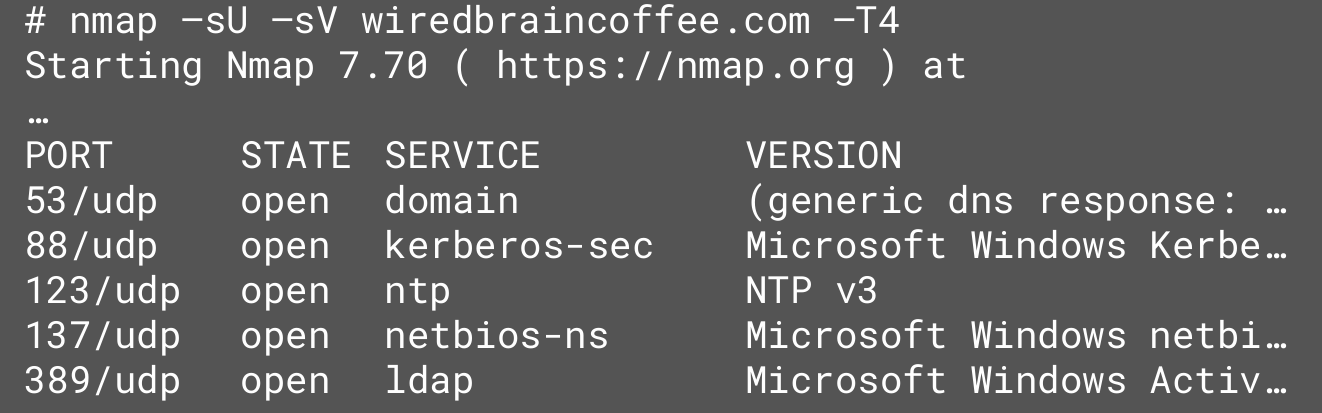 # nmap –sU –sV wiredbraincoffee.com –T4
Starting Nmap 7.70 ( https://nmap.org ) at
…
PORT STATE SERVICE VERSION
53/udp open domain (generic dns response: …
88/udp open kerberos-sec Microsoft Windows Kerbe…
123/udp open ntp NTP v3
137/udp open netbios-ns Microsoft Windows netbi…
389/udp open ldap Microsoft Windows Activ…